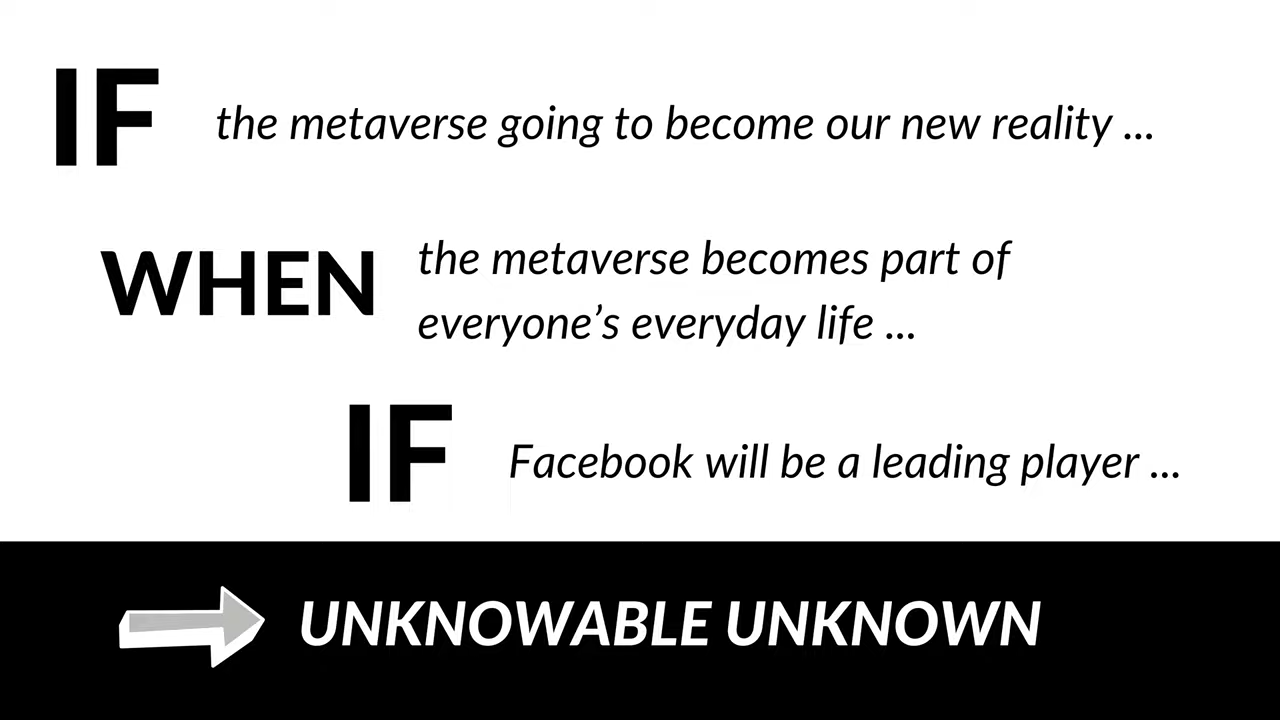 IF the metaverse going to become our new reality ...
WHEN the metaverse becomes part of
everyone's everyday life ...
IF Facebook will be a leading player ...
UNKNOWABLE UNKNOWN